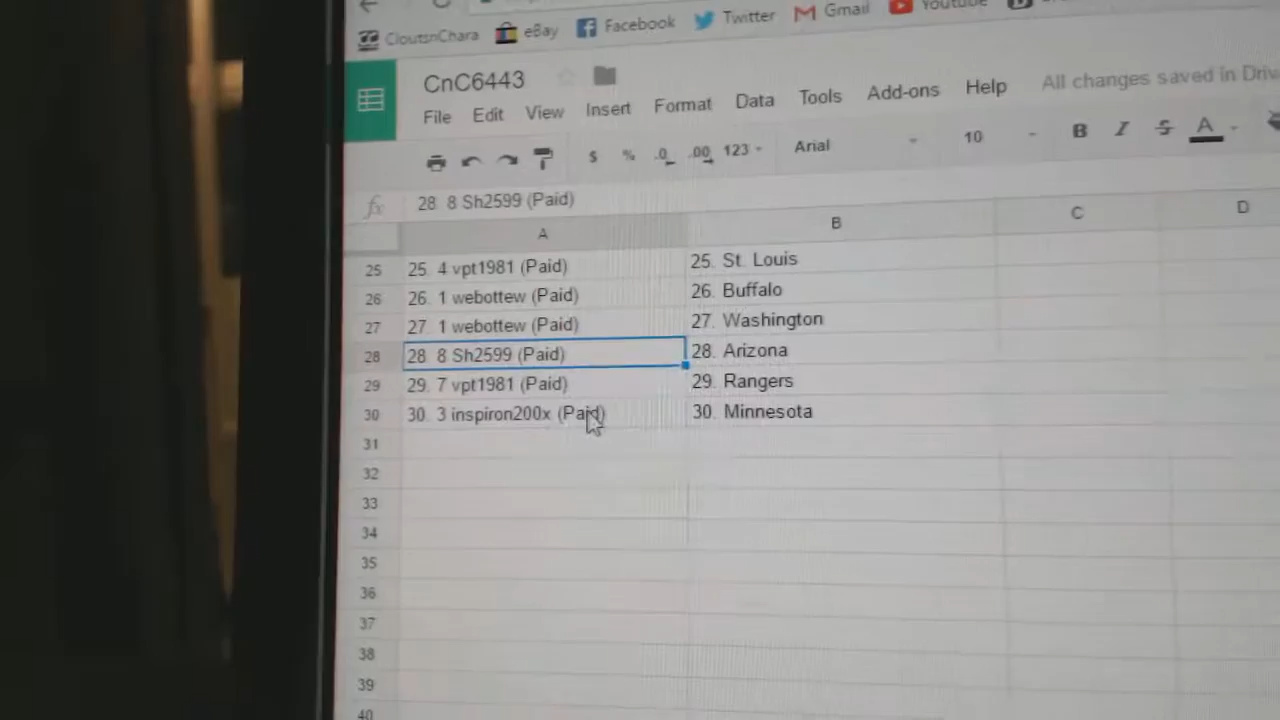 CloutsnChara eBay Facebook Twitter Gmail Youtube
CnC6443
File Edit View Insert Format Data Tools Add-ons Help All changes saved in Driv
$ % .0 .00 123 Arial 10 B I S A
fx 28 8 Sh2599 (Paid)
A B C D
25 25. 4 vpt1981 (Paid) 25. St. Louis
26 26. 1 webottew (Paid) 26. Buffalo
27 27. 1 webottew (Paid) 27. Washington
28 28 8 Sh2599 (Paid) 28. Arizona
29 29. 7 vpt1981 (Paid) 29. Rangers
30 30. 3 inspiron200x (Paid) 30. Minnesota
31
32
33
34
35
36
37
38
39
40